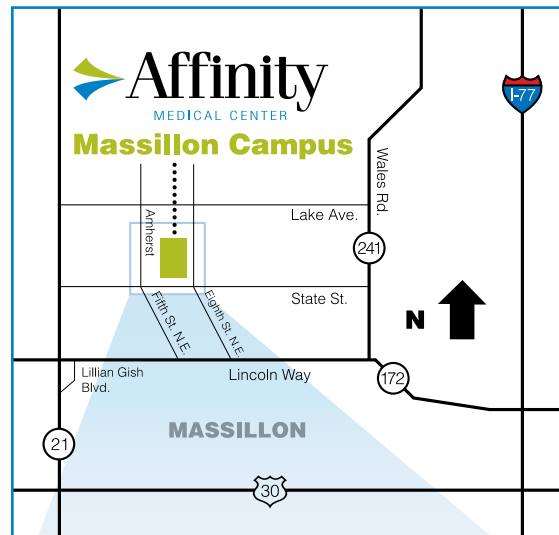 Affinity
MEDICAL CENTER
Massillon Campus
I-77
Wales Rd.
Amherst
Lake Ave.
241
Fifth St. N.E.
Eighth St. N.E.
State St.
N
Lillian Gish
Blvd.
Lincoln Way
172
MASSILLON
21
30